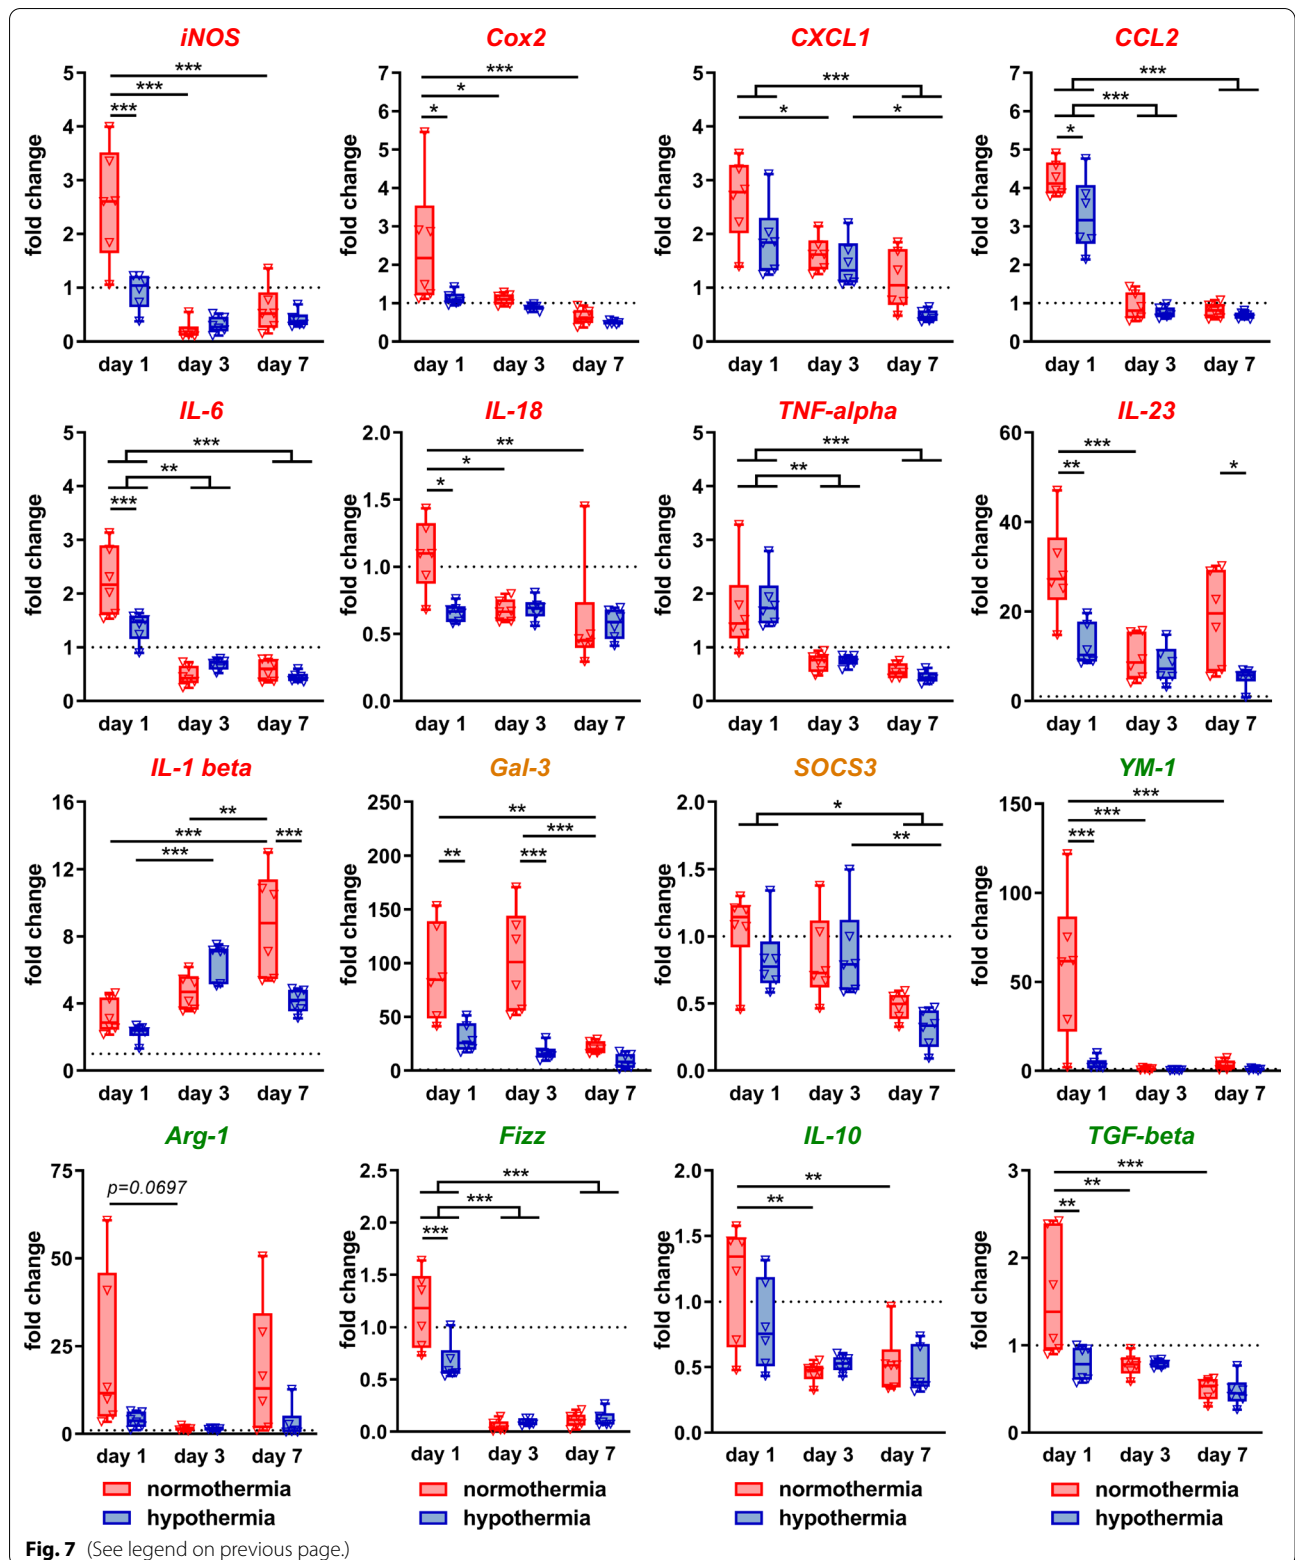 iNOS Cox2 CXCL1 CCL2
5 4 3 2 1 0 fold change *** *** *** day 1 day 3 day 7
7 6 5 4 3 2 1 0 fold change *** * * day 1 day 3 day 7
5 4 3 2 1 0 fold change *** * * day 1 day 3 day 7
7 6 5 4 3 2 1 0 fold change *** *** * day 1 day 3 day 7
IL-6 IL-18 TNF-alpha IL-23
5 4 3 2 1 0 fold change *** ** *** day 1 day 3 day 7
2.0 1.5 1.0 0.5 0.0 fold change ** * * day 1 day 3 day 7
5 4 3 2 1 0 fold change *** ** day 1 day 3 day 7
60 40 20 0 fold change *** ** * day 1 day 3 day 7
IL-1 beta Gal-3 SOCS3 YM-1
16 12 8 4 0 fold change ** *** *** *** day 1 day 3 day 7
250 200 150 100 50 0 fold change ** *** ** *** day 1 day 3 day 7
2.0 1.5 1.0 0.5 0.0 fold change * ** day 1 day 3 day 7
150 100 50 0 fold change *** *** *** day 1 day 3 day 7
Arg-1 Fizz IL-10 TGF-beta
75 50 25 0 fold change p=0.0697 day 1 day 3 day 7
2.5 2.0 1.5 1.0 0.5 0.0 fold change *** *** *** day 1 day 3 day 7
2.0 1.5 1.0 0.5 0.0 fold change ** ** day 1 day 3 day 7
3 2 1 0 fold change *** ** ** day 1 day 3 day 7
normothermia normothermia normothermia normothermia
hypothermia hypothermia hypothermia hypothermia
Fig. 7 (See legend on previous page.)